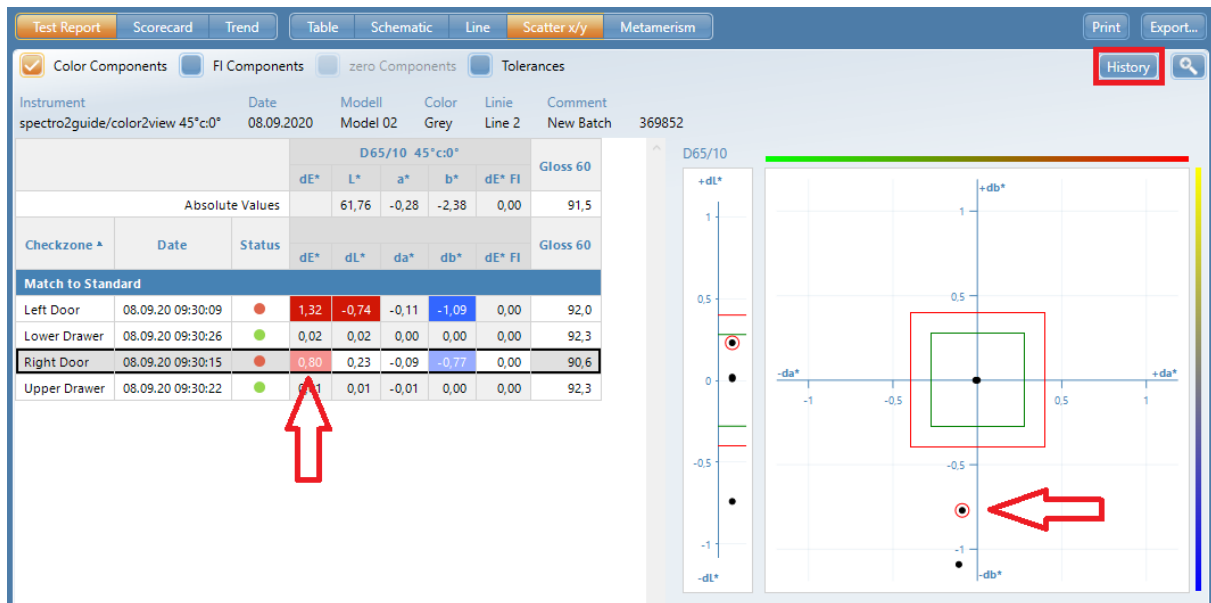 Test Report Scorecard Trend Table Schematic Line Scatter x/y Metamerism Print Export...
Color Components FI Components zero Components Tolerances History
Instrument Date Modell Color Linie Comment
spectro2guide/color2view 45°c:0° 08.09.2020 Model 02 Grey Line 2 New Batch 369852
D65/10 45°c:0° Gloss 60
dE* L* a* b* dE* FI
Absolute Values 61,76 -0,28 -2,38 0,00 91,5
Checkzone Date Status Gloss 60
dE* dL* da* db* dE* FI
Match to Standard
Left Door 08.09.20 09:30:09 1,32 -0,74 -0,11 -1,09 0,00 92,0
Lower Drawer 08.09.20 09:30:26 0,02 0,02 0,00 0,00 0,00 92,3
Right Door 08.09.20 09:30:15 0,80 0,23 -0,09 -0,77 0,00 90,6
Upper Drawer 08.09.20 09:30:22 0,01 -0,01 0,00 0,00 92,3
D65/10
+dL*
1
0,5
0
-0,5
-1
-dL*
+db*
1
0,5
-da* +da*
-1 -0,5 0,5 1
-0,5
-1
-db*